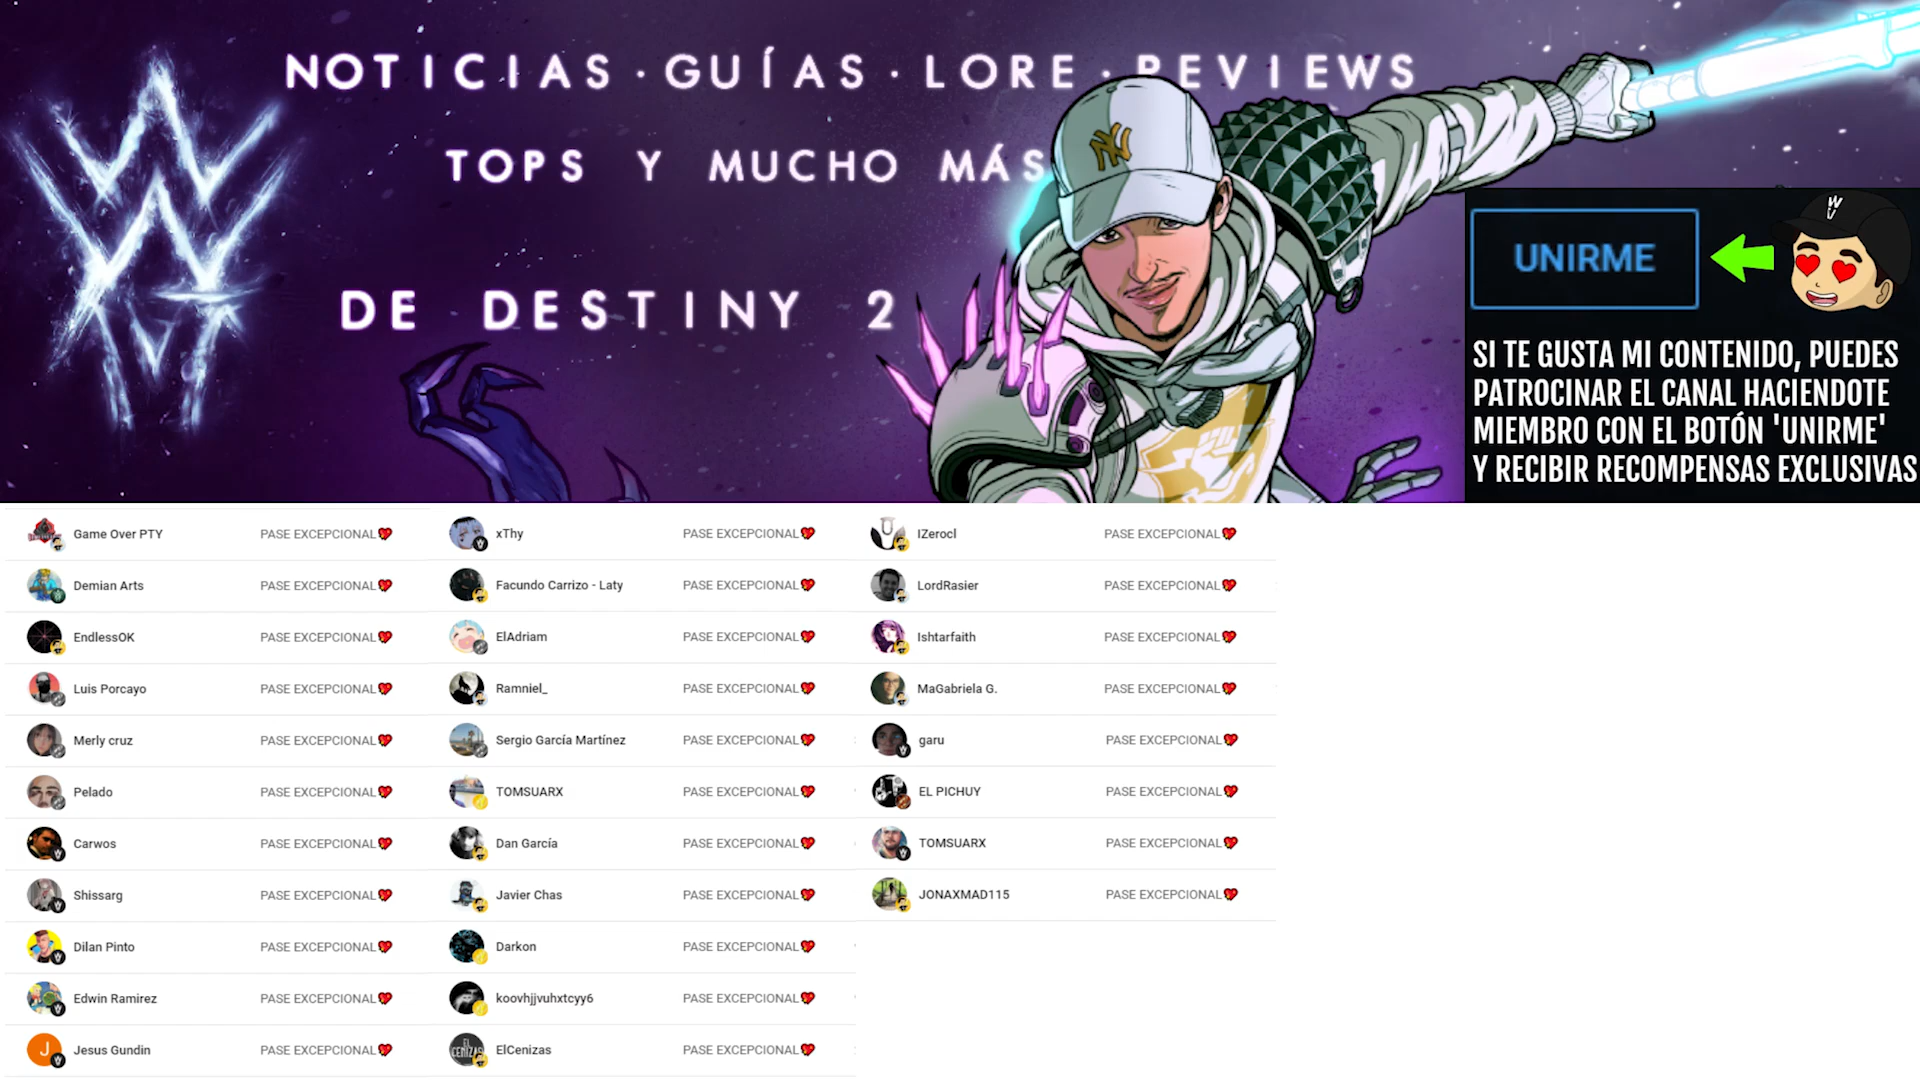 NOTICIAS · GUÍAS · LORE · REVIEWS
TOPS Y MUCHO MÁS
DE DESTINY 2
NY
WV
UNIRME
SI TE GUSTA MI CONTENIDO, PUEDES
PATROCINAR EL CANAL HACIENDOTE
MIEMBRO CON EL BOTÓN 'UNIRME'
Y RECIBIR RECOMPENSAS EXCLUSIVAS
Game Over PTY PASE EXCEPCIONAL
Demian Arts PASE EXCEPCIONAL
EndlessOK PASE EXCEPCIONAL
Luis Porcayo PASE EXCEPCIONAL
Merly cruz PASE EXCEPCIONAL
Pelado PASE EXCEPCIONAL
Carwos PASE EXCEPCIONAL
Shissarg PASE EXCEPCIONAL
Dilan Pinto PASE EXCEPCIONAL
Edwin Ramirez PASE EXCEPCIONAL
J Jesus Gundin PASE EXCEPCIONAL
xThy PASE EXCEPCIONAL
Facundo Carrizo - Laty PASE EXCEPCIONAL
ElAdriam PASE EXCEPCIONAL
Ramniel_ PASE EXCEPCIONAL
Sergio García Martínez PASE EXCEPCIONAL
TOMSUARX PASE EXCEPCIONAL
Dan García PASE EXCEPCIONAL
Javier Chas PASE EXCEPCIONAL
Darkon PASE EXCEPCIONAL
koovhjjvuhxtcyy6 PASE EXCEPCIONAL
EL CENIZAS ElCenizas PASE EXCEPCIONAL
IZerocl PASE EXCEPCIONAL
LordRasier PASE EXCEPCIONAL
Ishtarfaith PASE EXCEPCIONAL
MaGabriela G. PASE EXCEPCIONAL
garu PASE EXCEPCIONAL
EL PICHUY PASE EXCEPCIONAL
TOMSUARX PASE EXCEPCIONAL
JONAXMAD115 PASE EXCEPCIONAL